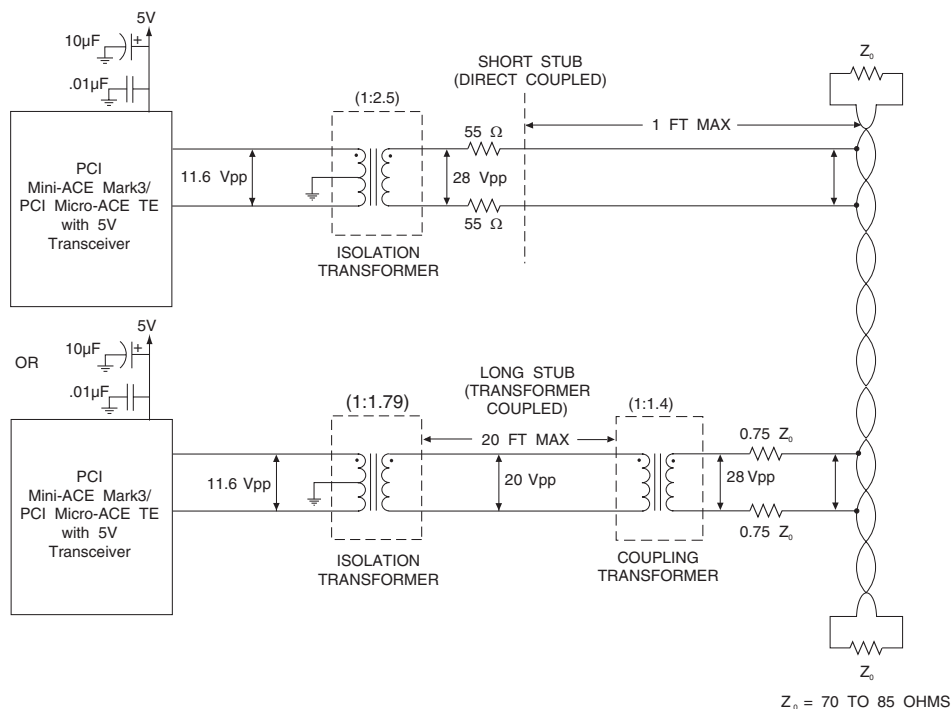 5V
10µF
+
.01µF
PCI
Mini-ACE Mark3/
PCI Micro-ACE TE
with 5V
Transceiver
11.6 Vpp
(1:2.5)
ISOLATION
TRANSFORMER
28 Vpp
55 Ω
55 Ω
SHORT STUB
(DIRECT COUPLED)
1 FT MAX
Z₀
OR
5V
10µF
+
.01µF
PCI
Mini-ACE Mark3/
PCI Micro-ACE TE
with 5V
Transceiver
11.6 Vpp
(1:1.79)
ISOLATION
TRANSFORMER
LONG STUB
(TRANSFORMER
COUPLED)
20 FT MAX
20 Vpp
(1:1.4)
COUPLING
TRANSFORMER
28 Vpp
0.75 Z₀
0.75 Z₀
Z₀
Z₀ = 70 TO 85 OHMS